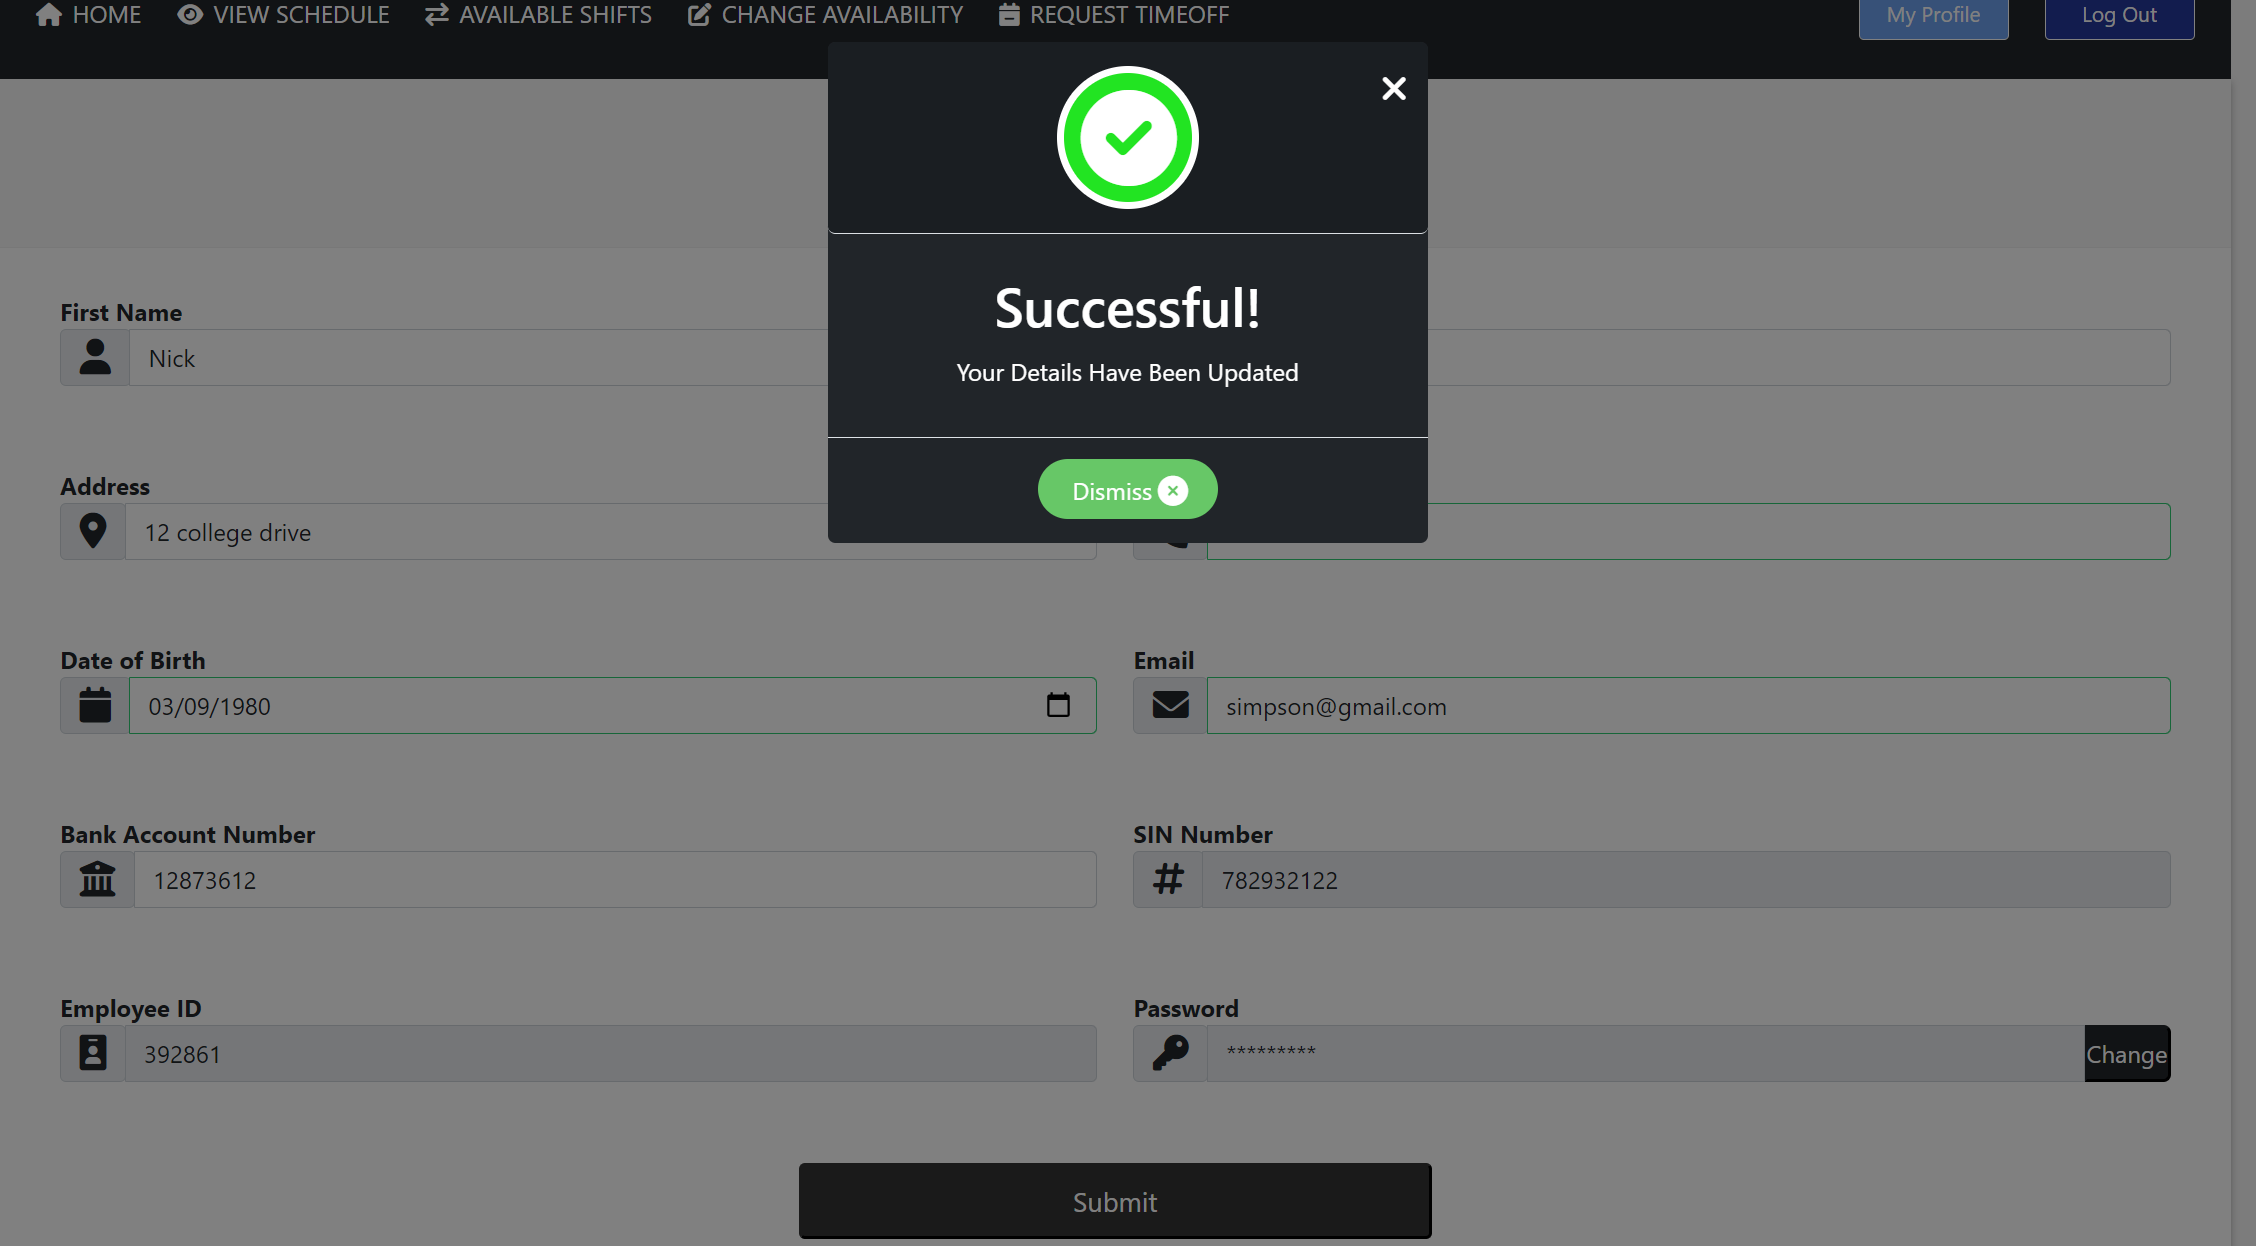 HOME VIEW SCHEDULE AVAILABLE SHIFTS CHANGE AVAILABILITY REQUEST TIMEOFF My Profile Log Out
Successful!
Your Details Have Been Updated
Dismiss
First Name
Nick
Address
12 college drive
Date of Birth Email
03/09/1980 simpson@gmail.com
Bank Account Number SIN Number
12873612 782932122
Employee ID Password
392861 ********* Change
Submit